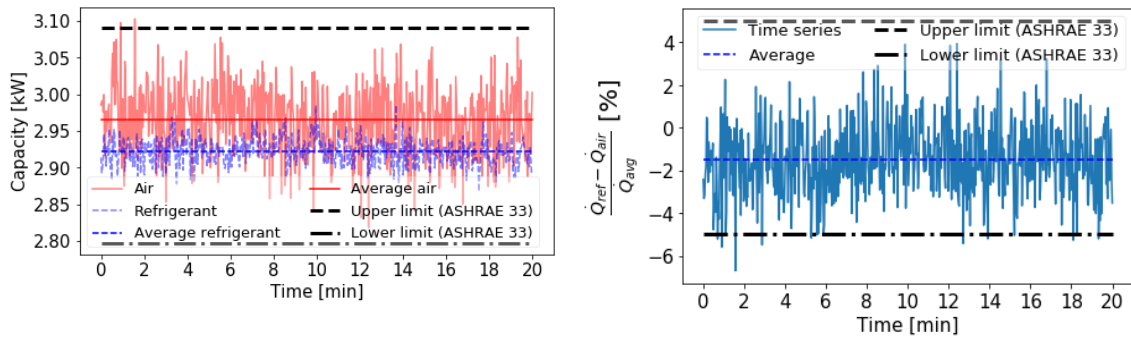 Capacity [kW]
3.10
3.05
3.00
2.95
2.90
2.85
2.80
Air
Refrigerant
Average refrigerant
Average air
Upper limit (ASHRAE 33)
Lower limit (ASHRAE 33)
0 2 4 6 8 10 12 14 16 18 20
Time [min]
Q̇ref − Q̇air
Q̇avg
[%]
4
2
0
−2
−4
−6
Time series
Average
Upper limit (ASHRAE 33)
Lower limit (ASHRAE 33)
0 2 4 6 8 10 12 14 16 18 20
Time [min]